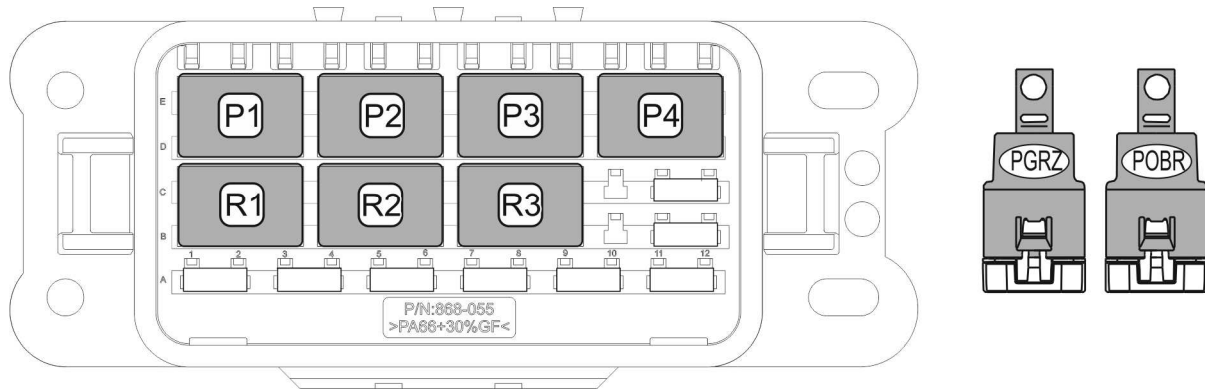 E
P1 P2 P3 P4
D
PGRZ POBR
C
R1 R2 R3
B
1 2 3 4 5 6 7 8 9 10 11 12
A
P/N:868-055
>PA66+30%GF<